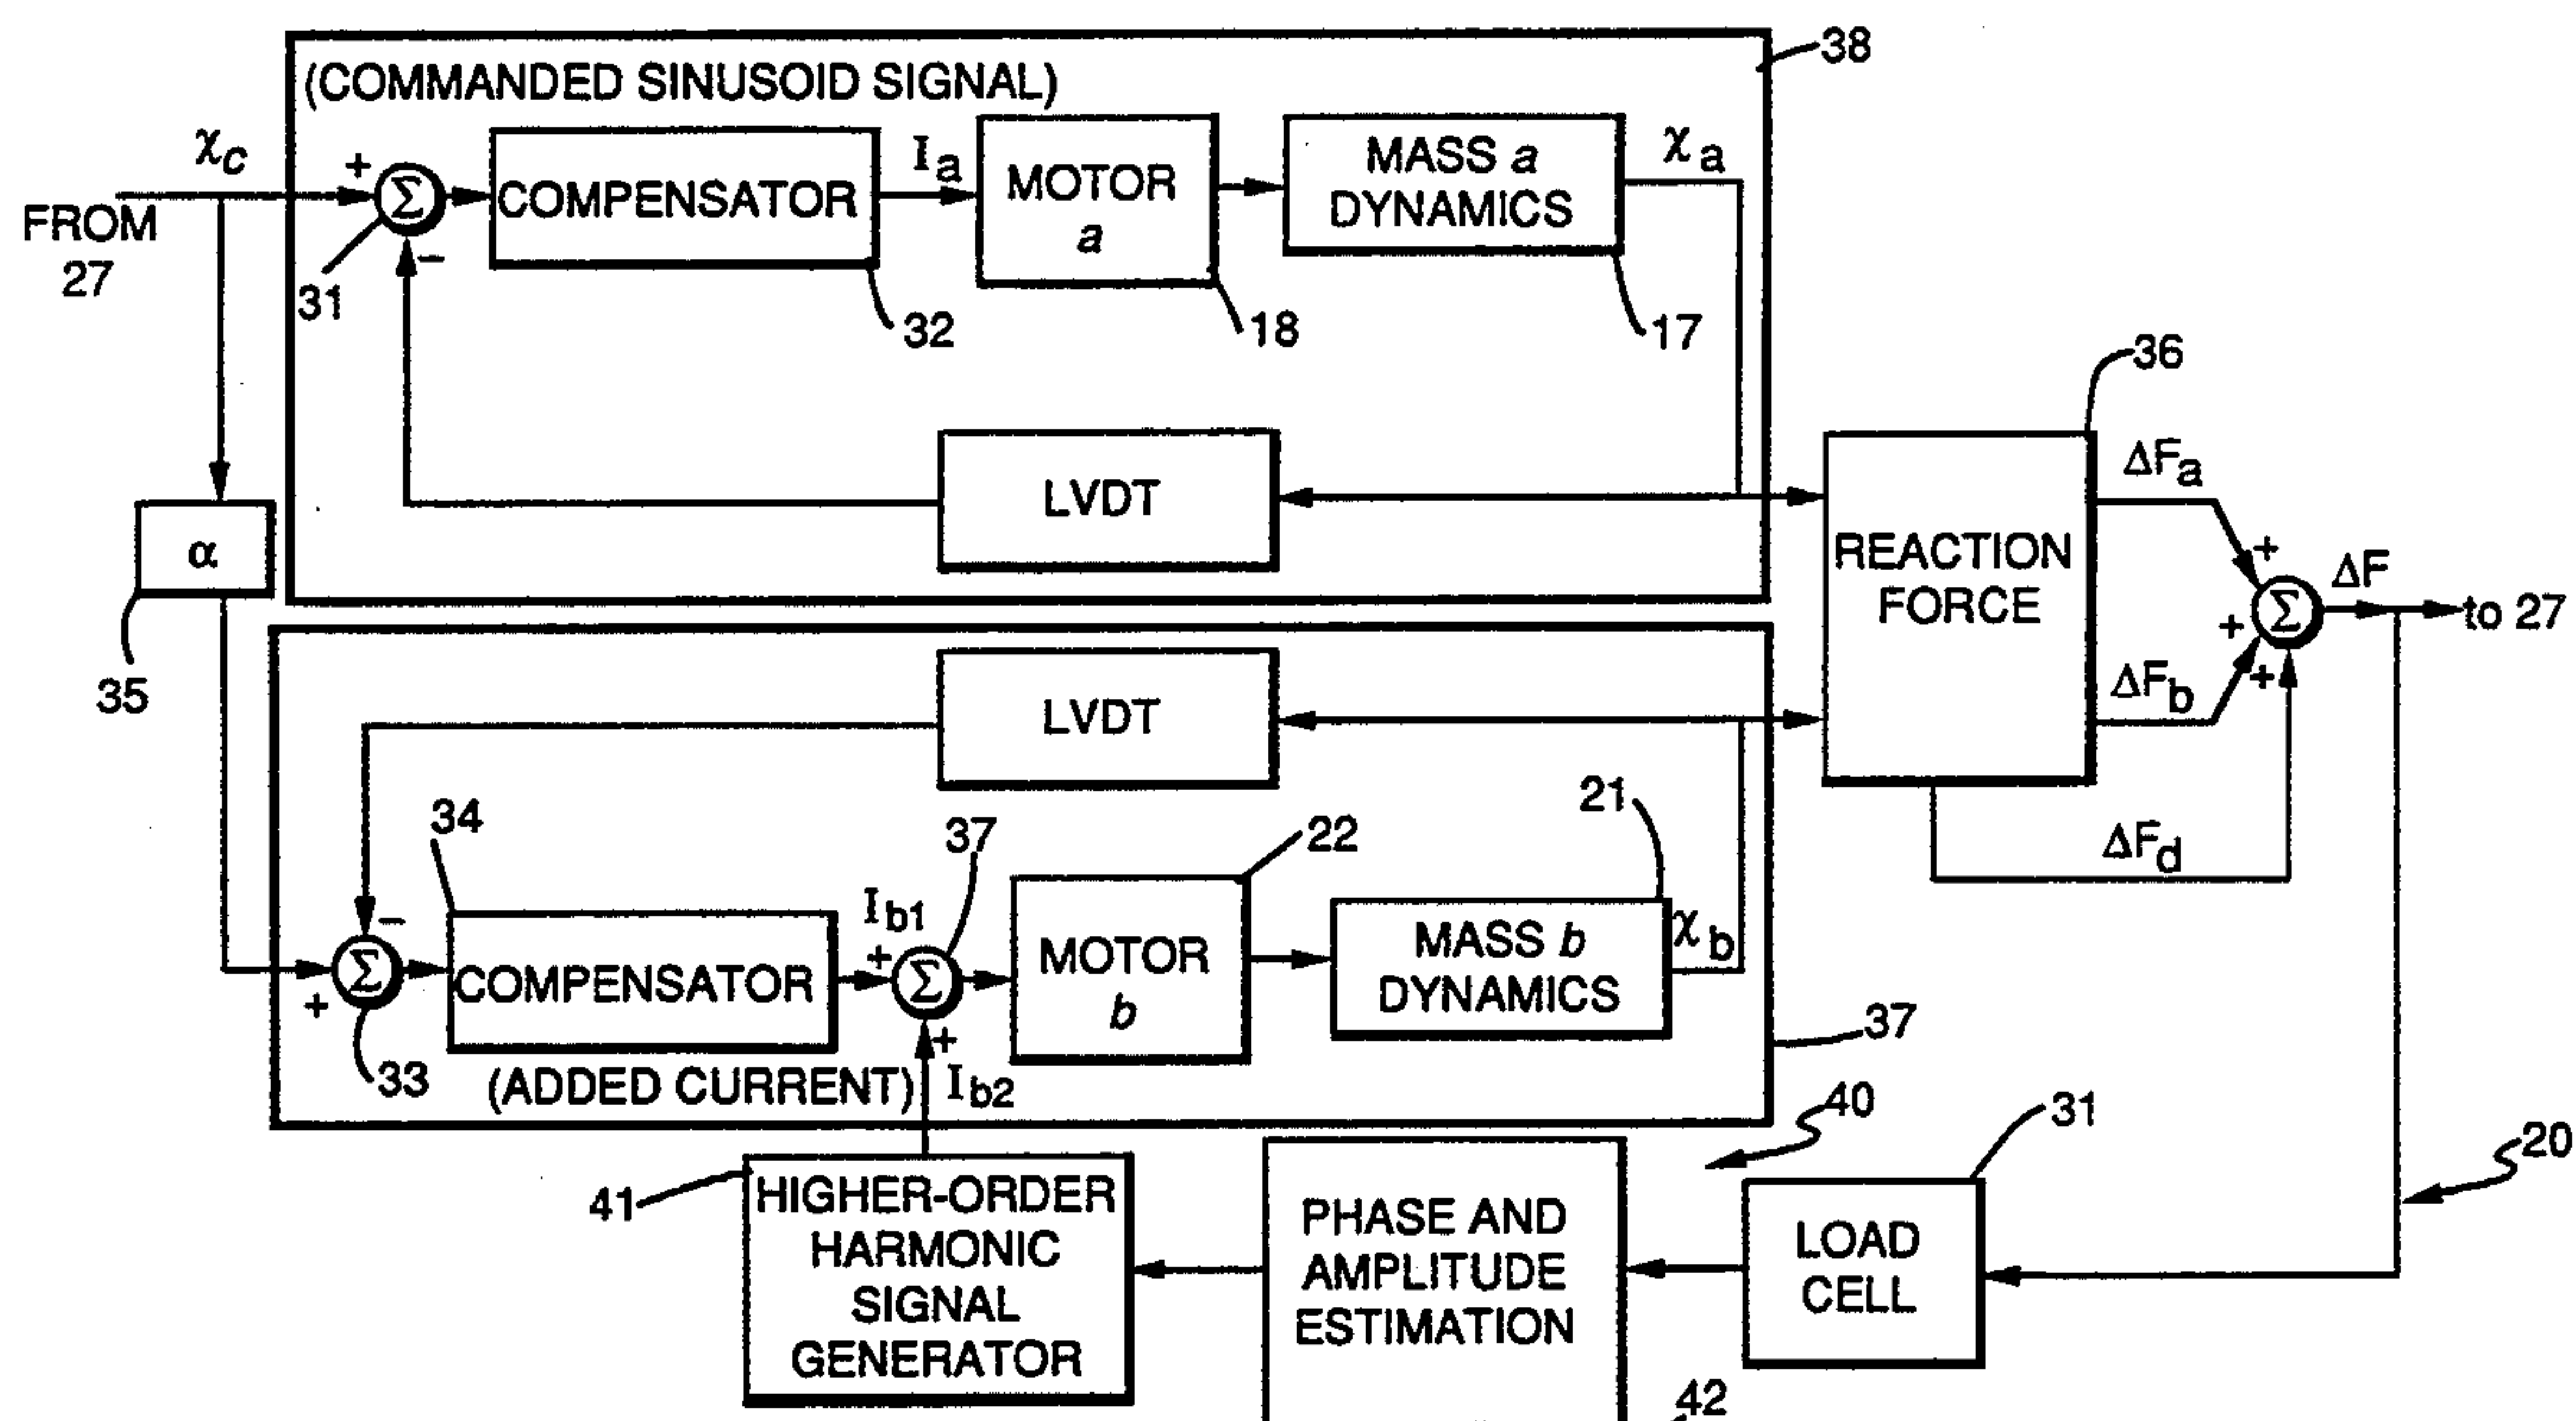 38
(COMMANDED SINUSOID SIGNAL)
χc
FROM
27
+
Σ
−
31
COMPENSATOR
32
Ia
MOTOR
a
18
MASS a
DYNAMICS
17
χa
LVDT
α
35
36
REACTION
FORCE
ΔFa
ΔFb
ΔFd
+
+
+
Σ
ΔF
to 27
LVDT
34
−
Σ
+
33
COMPENSATOR
Ib1
37
+
Σ
+
Ib2
(ADDED CURRENT)
MOTOR
b
22
21
MASS b
DYNAMICS
χb
37
40
41
HIGHER-ORDER
HARMONIC
SIGNAL
GENERATOR
PHASE AND
AMPLITUDE
ESTIMATION
42
31
LOAD
CELL
20